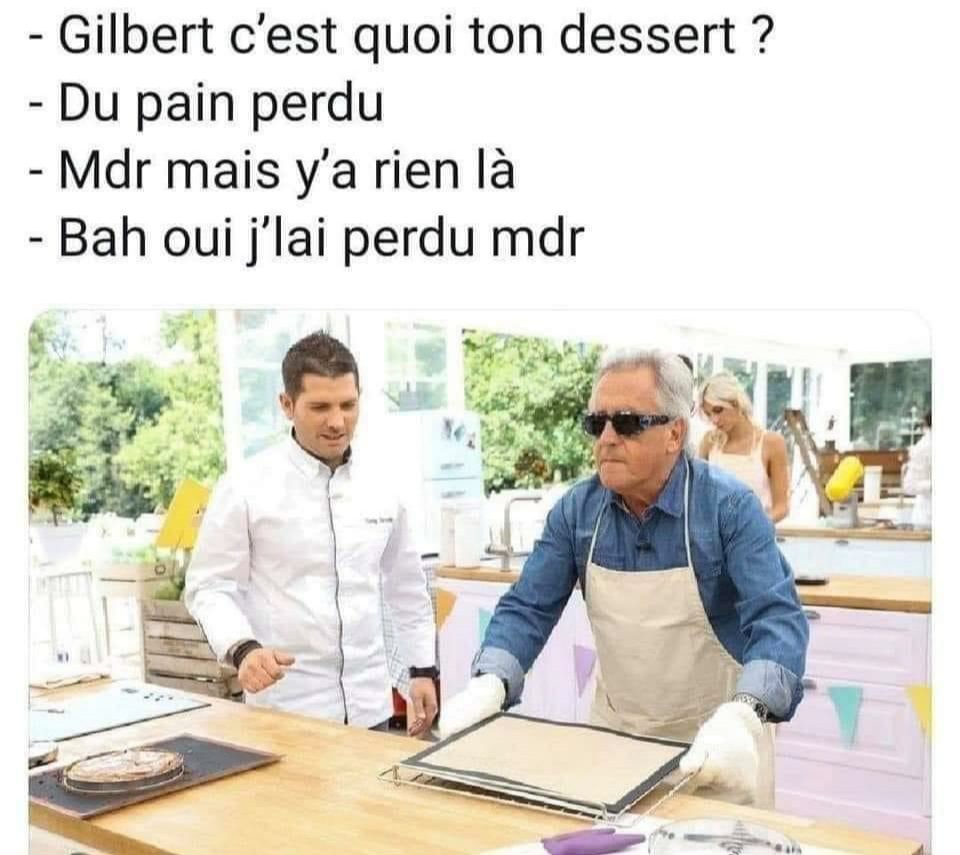 - Gilbert c’est quoi ton dessert ?
- Du pain perdu
- Mdr mais y’a rien là
- Bah oui j’lai perdu mdr